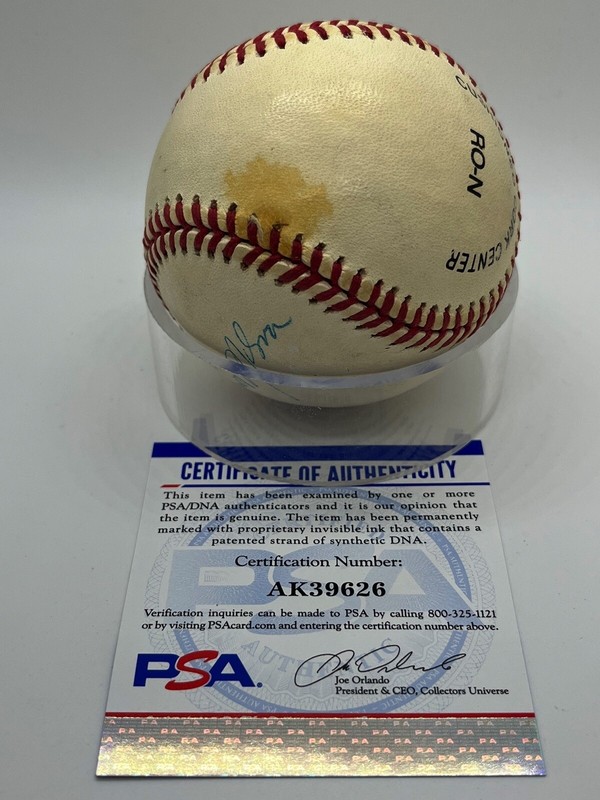 RO-N
CENTER
CERTIFICATE OF AUTHENTICITY
This item has been examined by one or more
PSA/DNA authenticators and it is our opinion that
the item is genuine. The item has been permanently
marked with proprietary invisible ink that contains a
patented strand of synthetic DNA.
Certification Number:
AK39626
Verification inquiries can be made to PSA by calling 800-325-1121
or by visiting PSAcard.com and entering the certification number above.
PSA.
Joe Orlando
President & CEO, Collectors Universe